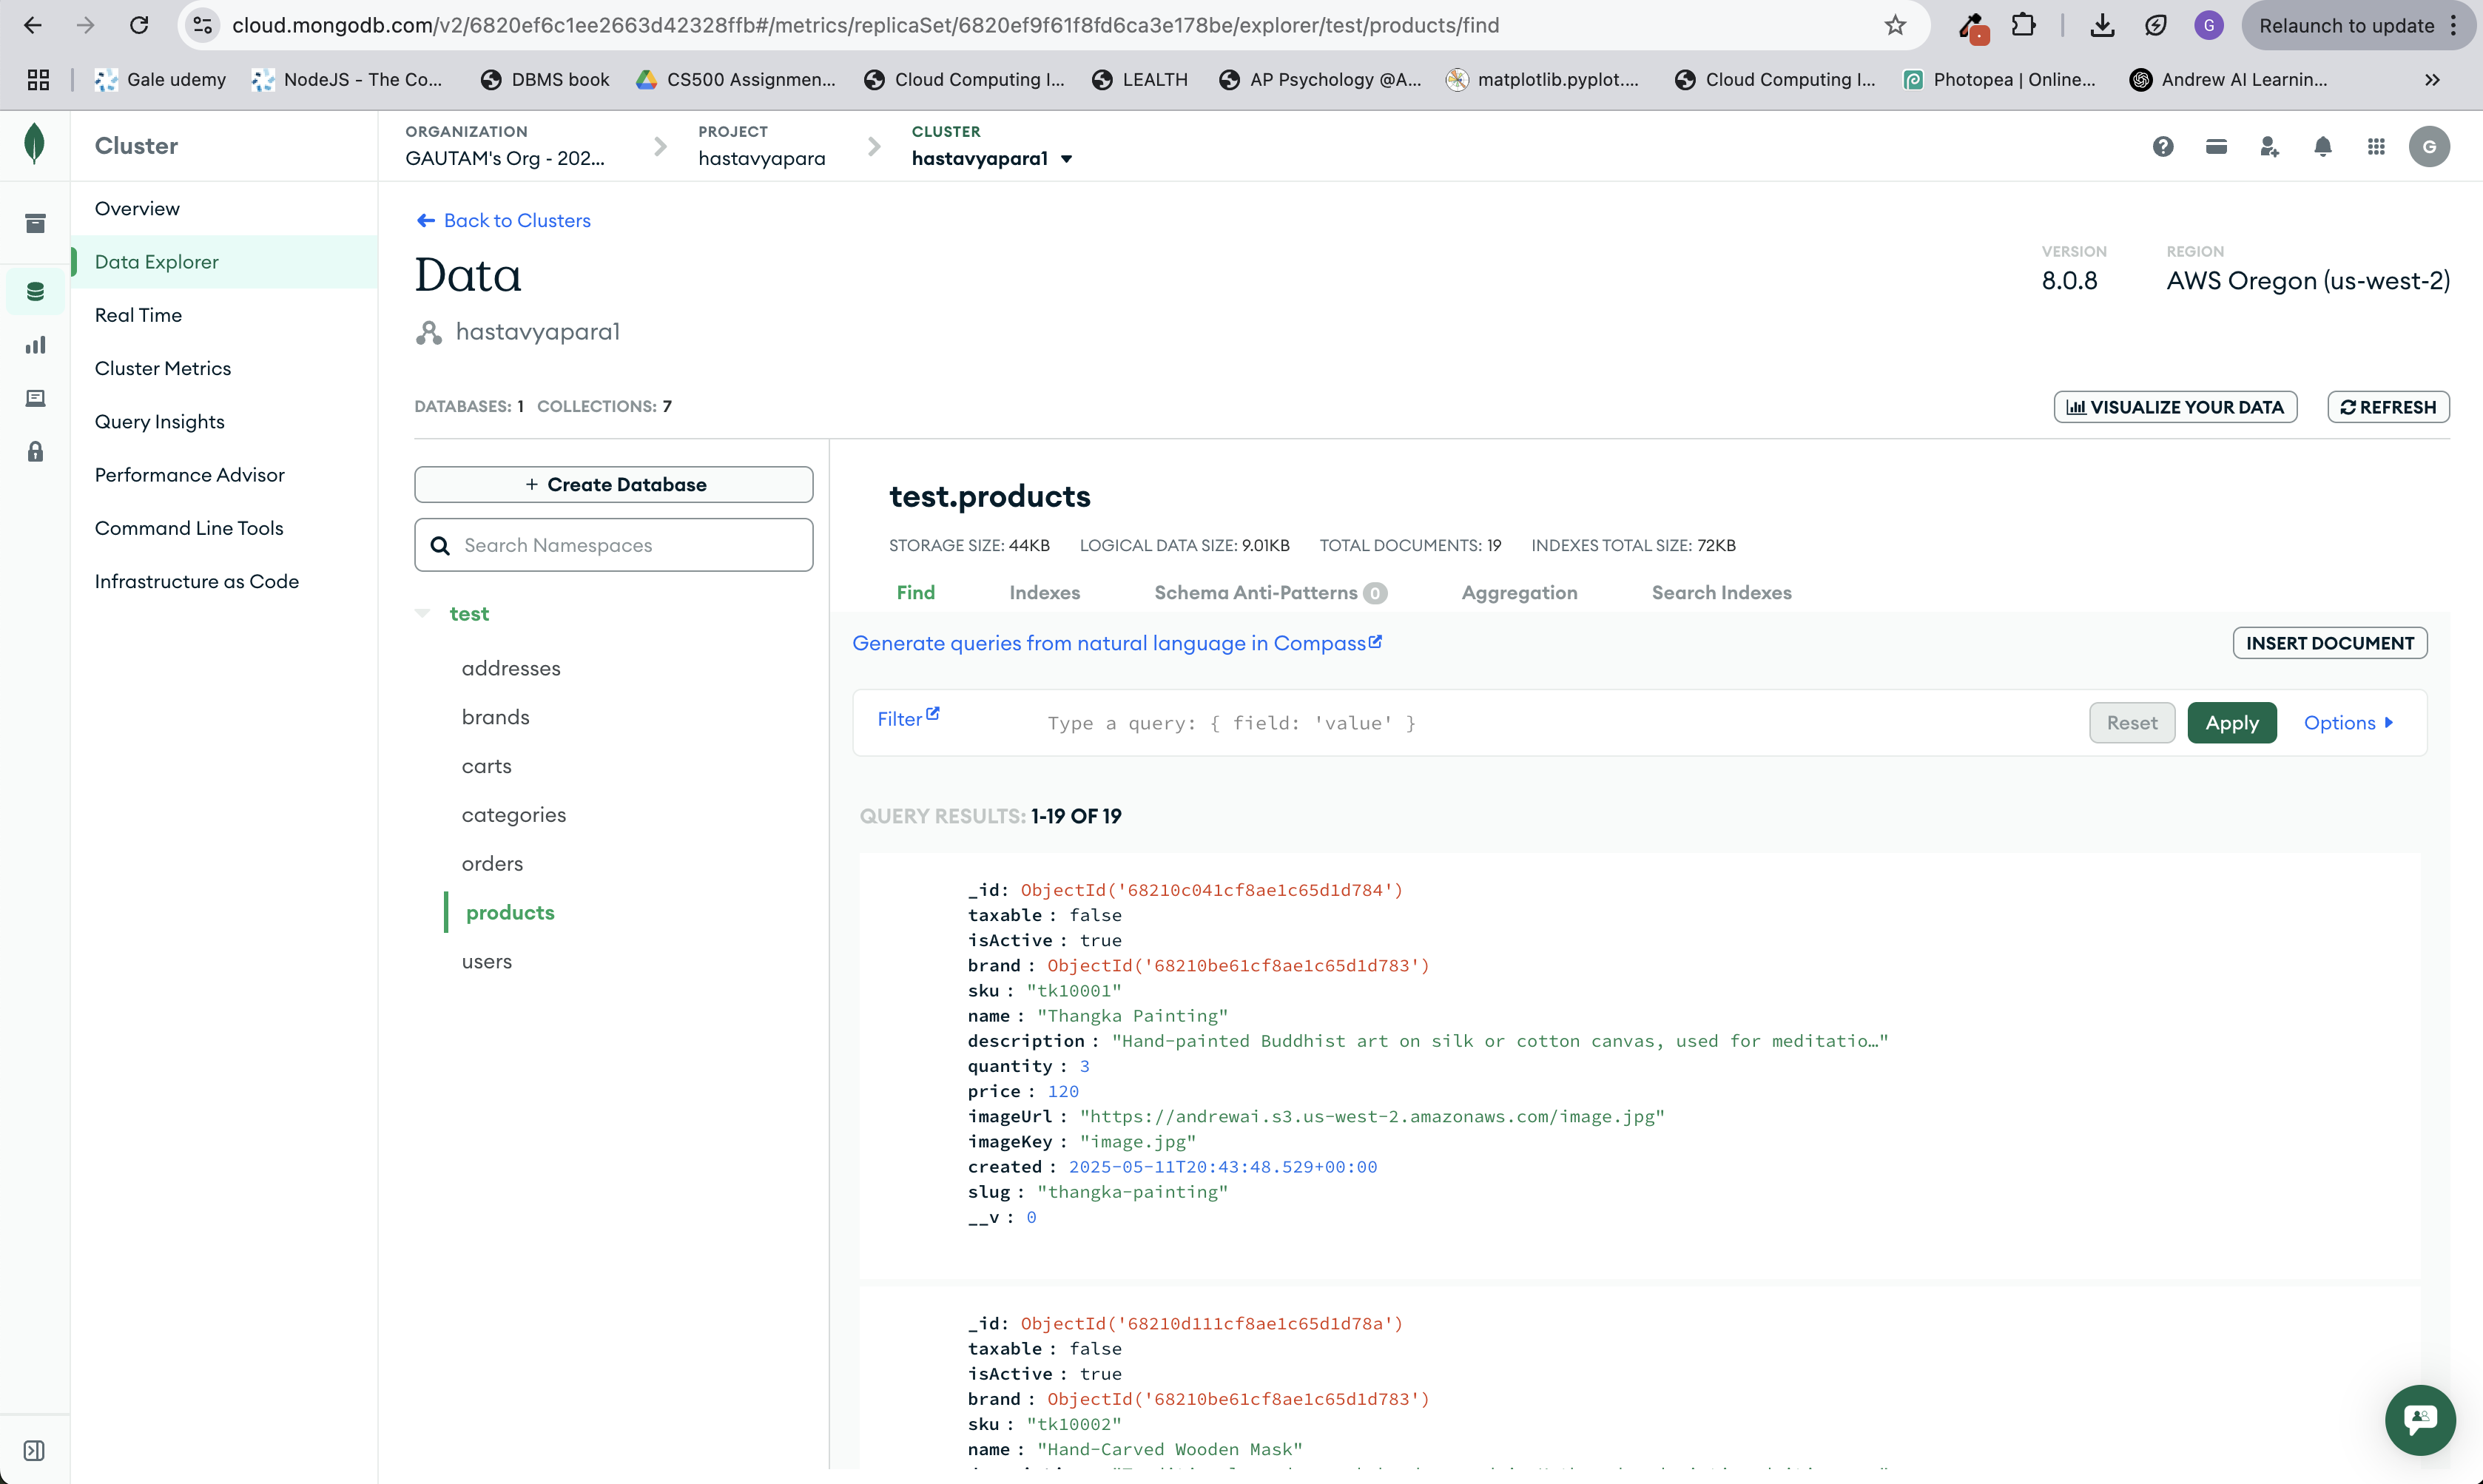 cloud.mongodb.com/v2/6820ef6c1ee2663d42328ffb#/metrics/replicaSet/6820ef9f61f8fd6ca3e178be/explorer/test/products/find
G
Relaunch to update
Gale udemy
NodeJS - The Co...
DBMS book
CS500 Assignmen...
Cloud Computing I...
LEALTH
AP Psychology @A...
matplotlib.pyplot....
Cloud Computing I...
Photopea | Online...
Andrew AI Learnin...
Cluster
ORGANIZATION
GAUTAM's Org - 202...
PROJECT
hastavyapara
CLUSTER
hastavyapara1
G
Overview
Data Explorer
Real Time
Cluster Metrics
Query Insights
Performance Advisor
Command Line Tools
Infrastructure as Code
Back to Clusters
Data
hastavyapara1
VERSION
8.0.8
REGION
AWS Oregon (us-west-2)
DATABASES: 1 COLLECTIONS: 7
VISUALIZE YOUR DATA
REFRESH
+ Create Database
Search Namespaces
test
addresses
brands
carts
categories
orders
products
users
test.products
STORAGE SIZE: 44KB LOGICAL DATA SIZE: 9.01KB TOTAL DOCUMENTS: 19 INDEXES TOTAL SIZE: 72KB
Find Indexes Schema Anti-Patterns 0 Aggregation Search Indexes
Generate queries from natural language in Compass
INSERT DOCUMENT
Filter
Type a query: { field: 'value' }
Reset
Apply
Options
QUERY RESULTS: 1-19 OF 19
_id: ObjectId('68210c041cf8ae1c65d1d784')
taxable : false
isActive : true
brand : ObjectId('68210be61cf8ae1c65d1d783')
sku : "tk10001"
name : "Thangka Painting"
description : "Hand-painted Buddhist art on silk or cotton canvas, used for meditatio…"
quantity : 3
price : 120
imageUrl : "https://andrewai.s3.us-west-2.amazonaws.com/image.jpg"
imageKey : "image.jpg"
created : 2025-05-11T20:43:48.529+00:00
slug : "thangka-painting"
__v : 0
_id: ObjectId('68210d111cf8ae1c65d1d78a')
taxable : false
isActive : true
brand : ObjectId('68210be61cf8ae1c65d1d783')
sku : "tk10002"
name : "Hand-Carved Wooden Mask"